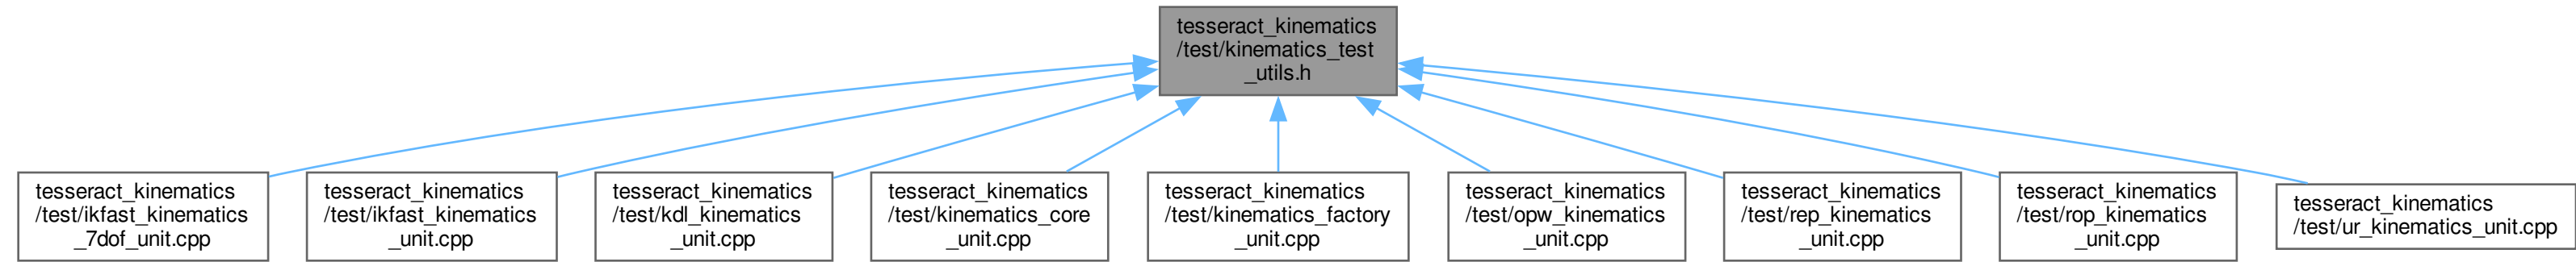 tesseract_kinematics
/test/kinematics_test
_utils.h
tesseract_kinematics
/test/ikfast_kinematics
_7dof_unit.cpp
tesseract_kinematics
/test/ikfast_kinematics
_unit.cpp
tesseract_kinematics
/test/kdl_kinematics
_unit.cpp
tesseract_kinematics
/test/kinematics_core
_unit.cpp
tesseract_kinematics
/test/kinematics_factory
_unit.cpp
tesseract_kinematics
/test/opw_kinematics
_unit.cpp
tesseract_kinematics
/test/rep_kinematics
_unit.cpp
tesseract_kinematics
/test/rop_kinematics
_unit.cpp
tesseract_kinematics
/test/ur_kinematics_unit.cpp